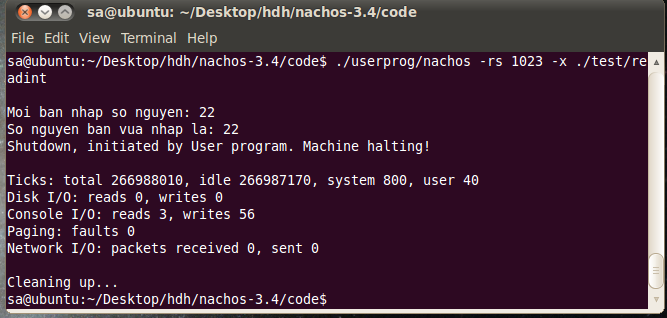 sa@ubuntu: ~/Desktop/hdh/nachos-3.4/code
File Edit View Terminal Help
sa@ubuntu:~/Desktop/hdh/nachos-3.4/code$ ./userprog/nachos -rs 1023 -x ./test/re
adint
Moi ban nhap so nguyen: 22
So nguyen ban vua nhap la: 22
Shutdown, initiated by User program. Machine halting!
Ticks: total 266988010, idle 266987170, system 800, user 40
Disk I/O: reads 0, writes 0
Console I/O: reads 3, writes 56
Paging: faults 0
Network I/O: packets received 0, sent 0
Cleaning up...
sa@ubuntu:~/Desktop/hdh/nachos-3.4/code$